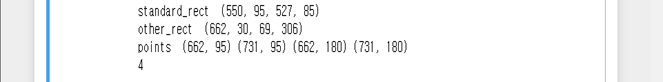 standard_rect (550, 95, 527, 85)
other_rect (662, 30, 69, 306)
points (662, 95) (731, 95) (662, 180) (731, 180)
4